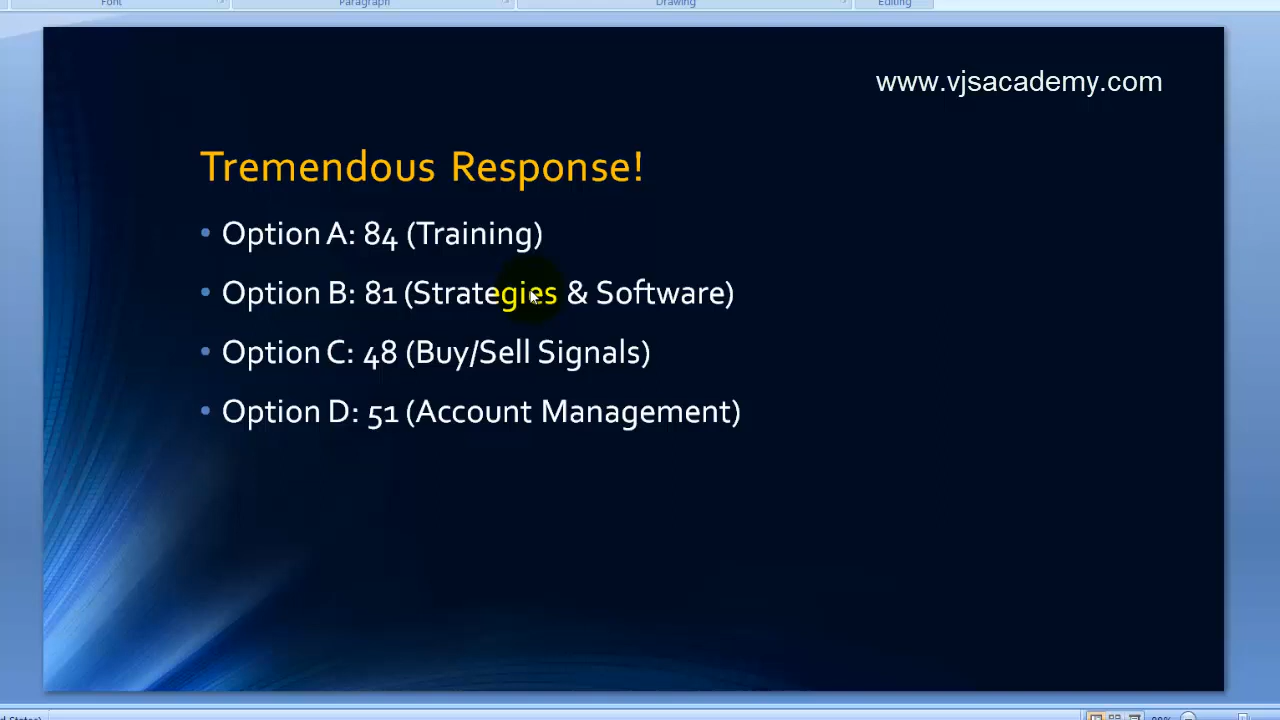 Font Paragraph Drawing Editing
www.vjsacademy.com
Tremendous Response!
• Option A: 84 (Training)
• Option B: 81 (Strategies & Software)
• Option C: 48 (Buy/Sell Signals)
• Option D: 51 (Account Management)